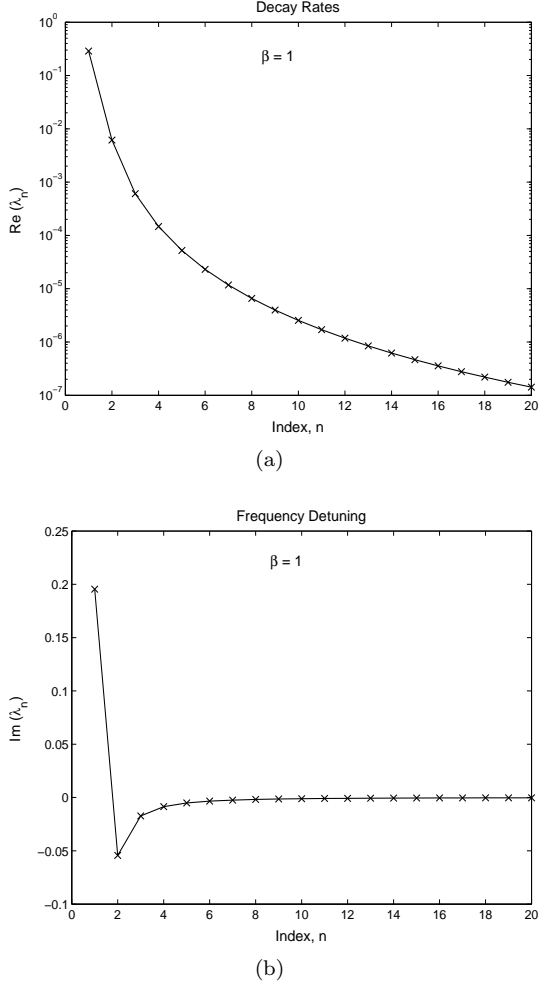 Decay Rates
β = 1
10^0
10^−1
10^−2
10^−3
10^−4
10^−5
10^−6
10^−7
Re (λ_n)
0 2 4 6 8 10 12 14 16 18 20
Index, n
(a)
Frequency Detuning
β = 1
0.25
0.2
0.15
0.1
0.05
0
−0.05
−0.1
Im (λ_n)
0 2 4 6 8 10 12 14 16 18 20
Index, n
(b)